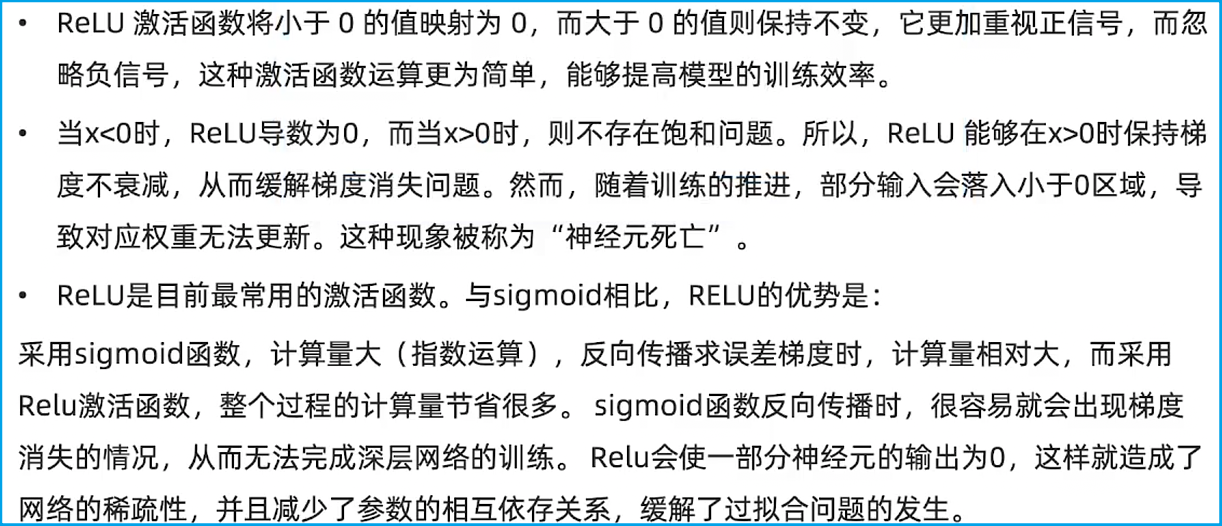 • ReLU 激活函数将小于 0 的值映射为 0，而大于 0 的值则保持不变，它更加重视正信号，而忽
略负信号，这种激活函数运算更为简单，能够提高模型的训练效率。
• 当x<0时，ReLU导数为0，而当x>0时，则不存在饱和问题。所以，ReLU 能够在x>0时保持梯
度不衰减，从而缓解梯度消失问题。然而，随着训练的推进，部分输入会落入小于0区域，导
致对应权重无法更新。这种现象被称为“神经元死亡”。
• ReLU是目前最常用的激活函数。与sigmoid相比，RELU的优势是：
采用sigmoid函数，计算量大（指数运算），反向传播求误差梯度时，计算量相对大，而采用
Relu激活函数，整个过程的计算量节省很多。 sigmoid函数反向传播时，很容易就会出现梯度
消失的情况，从而无法完成深层网络的训练。 Relu会使一部分神经元的输出为0，这样就造成了
网络的稀疏性，并且减少了参数的相互依存关系，缓解了过拟合问题的发生。